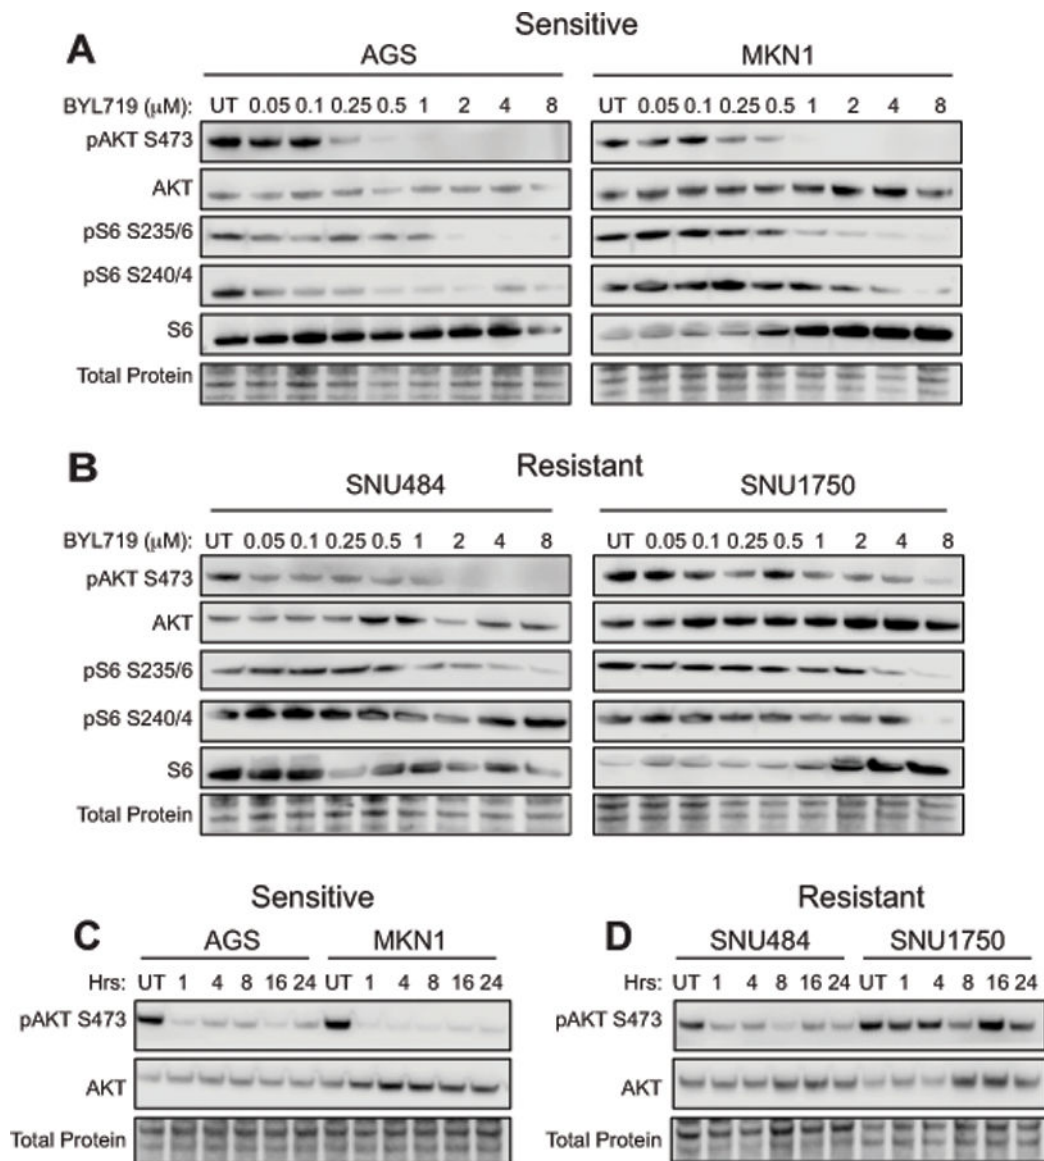 Sensitive
A
AGS MKN1
BYL719 (μM): UT 0.05 0.1 0.25 0.5 1 2 4 8 UT 0.05 0.1 0.25 0.5 1 2 4 8
pAKT S473
AKT
pS6 S235/6
pS6 S240/4
S6
Total Protein
B Resistant
SNU484 SNU1750
BYL719 (μM): UT 0.05 0.1 0.25 0.5 1 2 4 8 UT 0.05 0.1 0.25 0.5 1 2 4 8
pAKT S473
AKT
pS6 S235/6
pS6 S240/4
S6
Total Protein
Sensitive
C AGS MKN1
Hrs: UT 1 4 8 16 24 UT 1 4 8 16 24
pAKT S473
AKT
Total Protein
Resistant
D SNU484 SNU1750
Hrs: UT 1 4 8 16 24 UT 1 4 8 16 24
pAKT S473
AKT
Total Protein